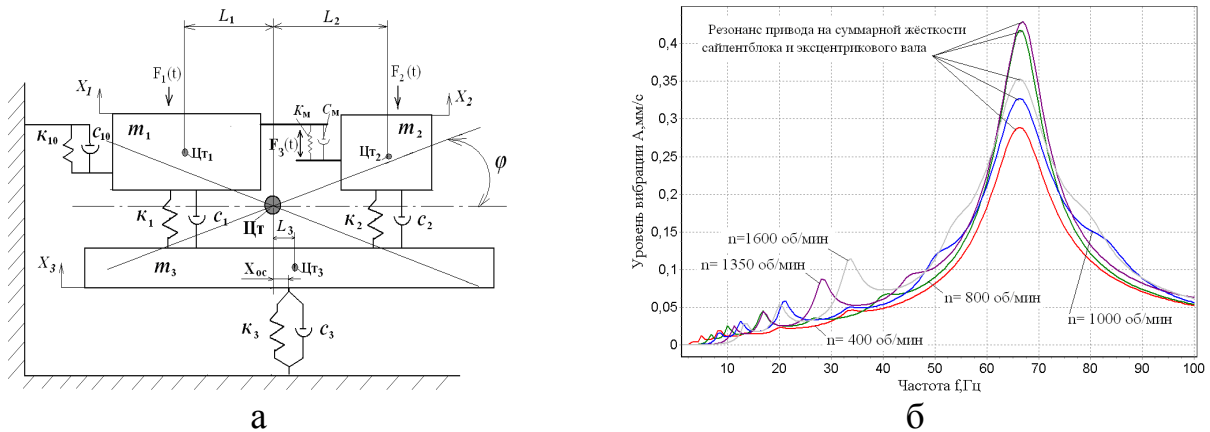 L₁
L₂
F₁(t)
F₂(t)
X₁
X₂
Kм
Cм
m₁
m₂
к₁₀
c₁₀
F₃(t)
Цт₁
Цт₂
φ
к₁
c₁
Цт
к₂
c₂
L₃
X₃
m₃
Xос
Цт₃
к₃
c₃
а
Уровень вибрации A,мм/с
0,4
0,35
0,3
0,25
0,2
0,15
0,1
0,05
0
Резонанс привода на суммарной жёсткости
сайлентблока и эксцентрикового вала
n=1600 об/мин
n= 1350 об/мин
n= 800 об/мин
n= 1000 об/мин
n= 400 об/мин
10 20 30 40 50 60 70 80 90 100
Частота f,Гц
б